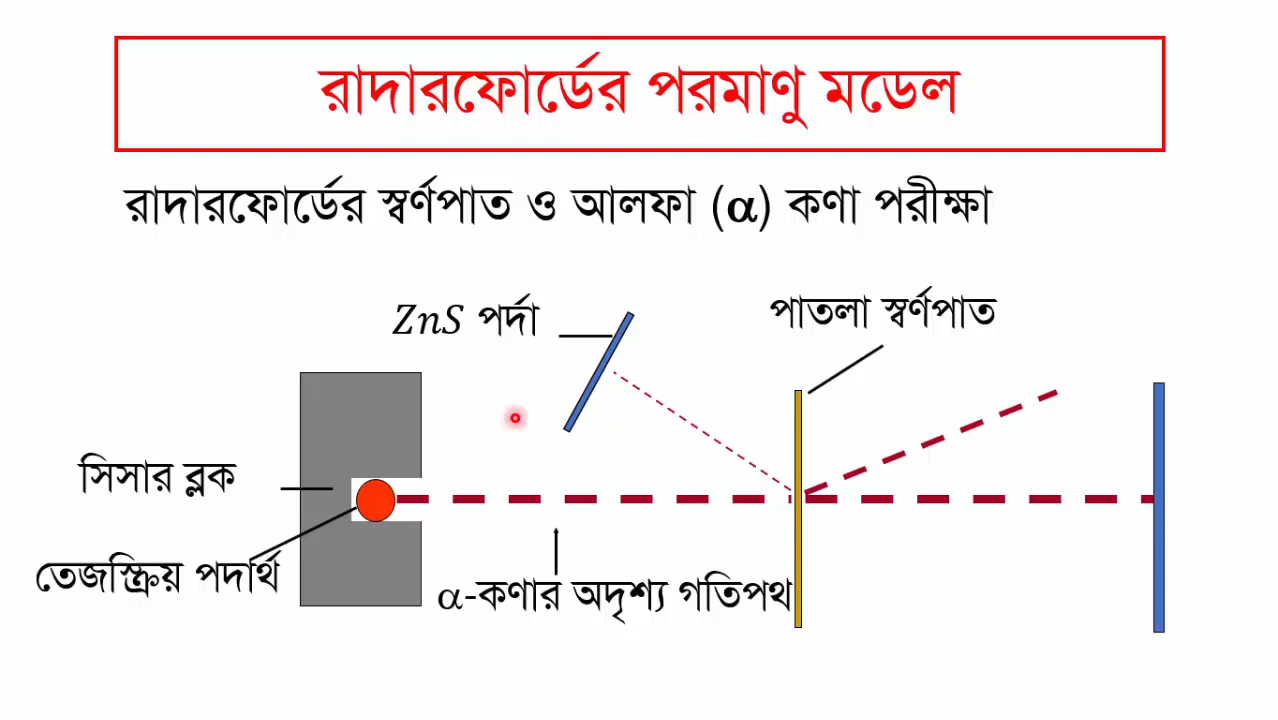 রাদারফোর্ডের পরমাণু মডেল
রাদারফোর্ডের স্বর্ণপাত ও আলফা (α) কণা পরীক্ষা
ZnS পর্দা
পাতলা স্বর্ণপাত
সিসার ব্লক
তেজস্ক্রিয় পদার্থ
α-কণার অদৃশ্য গতিপথ